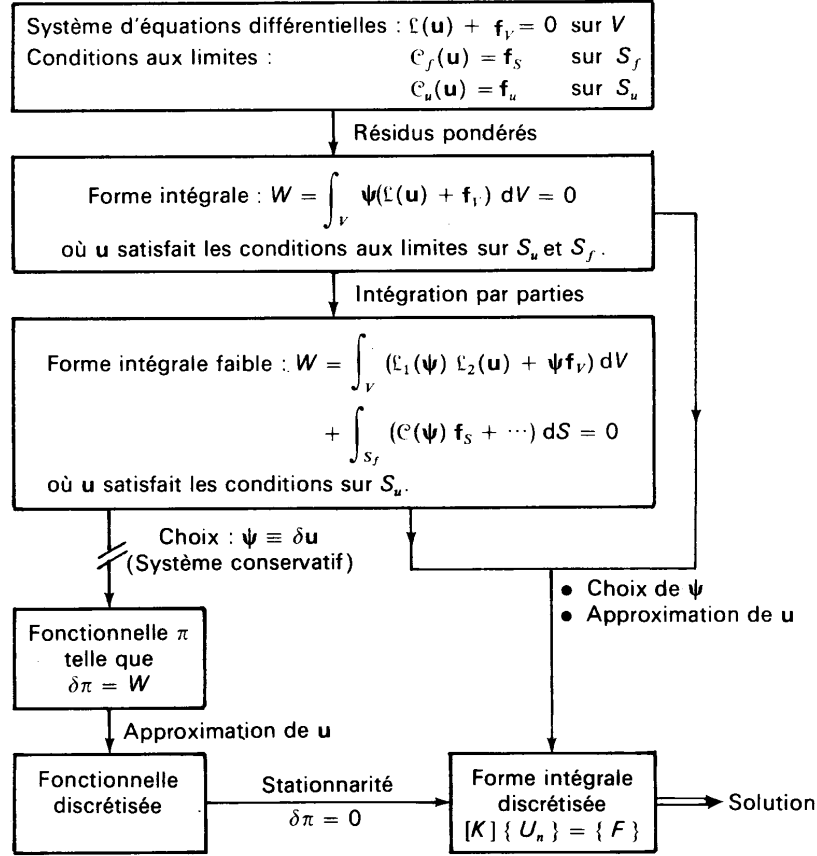 Système d'équations différentielles : ℒ(u) + f_V = 0 sur V
Conditions aux limites : 𝒞_f(u) = f_S sur S_f
𝒞_u(u) = f_u sur S_u
Résidus pondérés
Forme intégrale : W = ∫_V ψ(ℒ(u) + f_V) dV = 0
où u satisfait les conditions aux limites sur S_u et S_f.
Intégration par parties
Forme intégrale faible : W = ∫_V (ℒ_1(ψ) ℒ_2(u) + ψf_V) dV
+ ∫_{S_f} (𝒞(ψ) f_S + ···) dS = 0
où u satisfait les conditions sur S_u.
Choix : ψ ≡ δu
(Système conservatif)
• Choix de ψ
• Approximation de u
Fonctionnelle π
telle que
δπ = W
Approximation de u
Fonctionnelle
discrétisée
Stationnarité
δπ = 0
Forme intégrale
discrétisée
[K] { U_n } = { F }
Solution